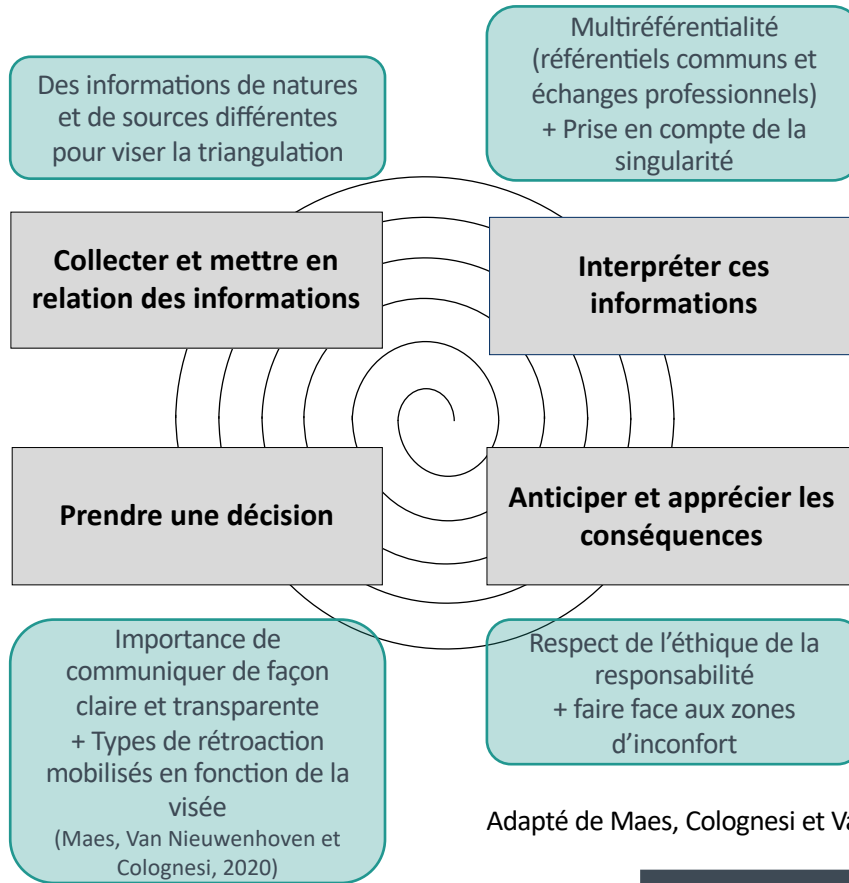 Des informations de natures
et de sources différentes
pour viser la triangulation
Multiréférentialité
(référentiels communs et
échanges professionnels)
+ Prise en compte de la
singularité
Collecter et mettre en
relation des informations
Interpréter ces
informations
Prendre une décision
Anticiper et apprécier les
conséquences
Importance de
communiquer de façon
claire et transparente
+ Types de rétroaction
mobilisés en fonction de la
visée
(Maes, Van Nieuwenhoven et
Colognesi, 2020)
Respect de l’éthique de la
responsabilité
+ faire face aux zones
d’inconfort
Adapté de Maes, Colognesi et